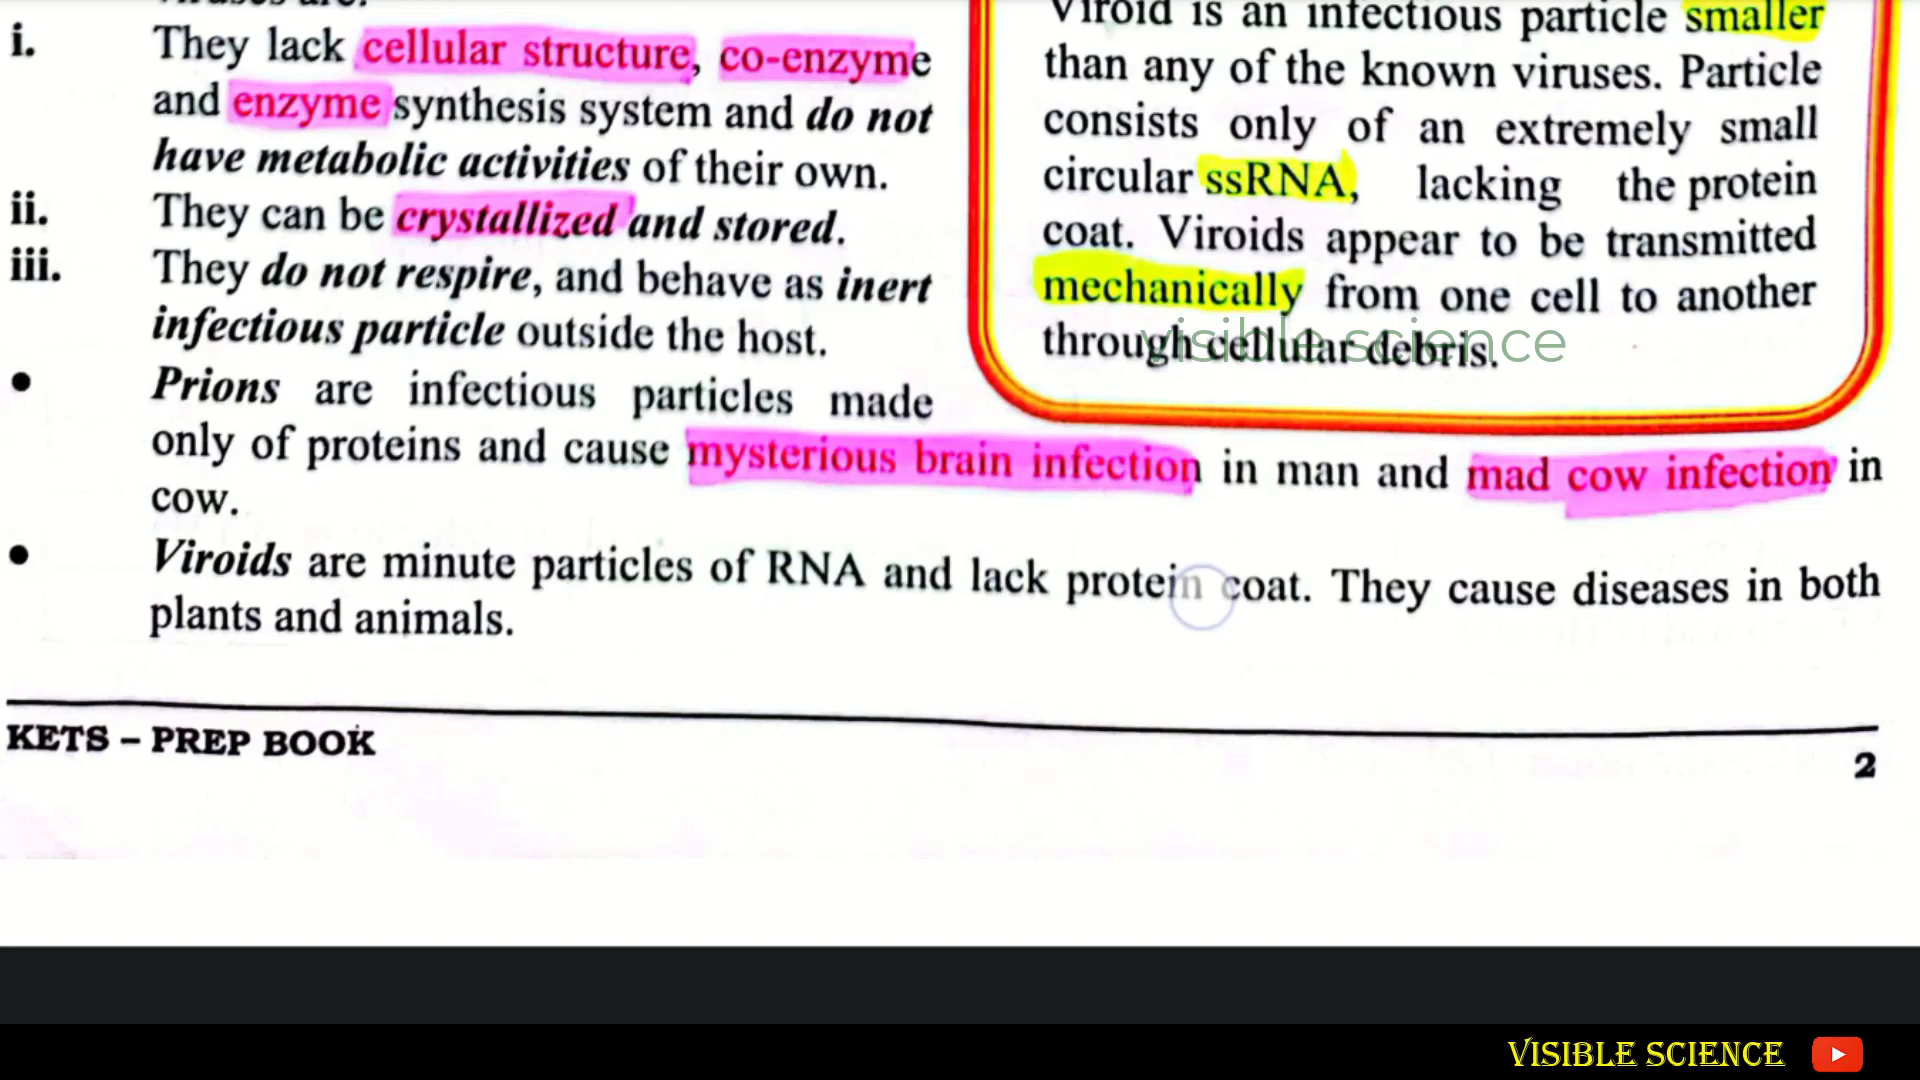 viruses are:
i. They lack cellular structure, co-enzyme
and enzyme synthesis system and do not
have metabolic activities of their own.
ii. They can be crystallized and stored.
iii. They do not respire, and behave as inert
infectious particle outside the host.
• Prions are infectious particles made
only of proteins and cause mysterious brain infection in man and mad cow infection in
cow.
• Viroids are minute particles of RNA and lack protein coat. They cause diseases in both
plants and animals.
Viroid is an infectious particle smaller
than any of the known viruses. Particle
consists only of an extremely small
circular ssRNA, lacking the protein
coat. Viroids appear to be transmitted
mechanically from one cell to another
through cellular debris.
visible science
KETS – PREP BOOK
2
VISIBLE SCIENCE